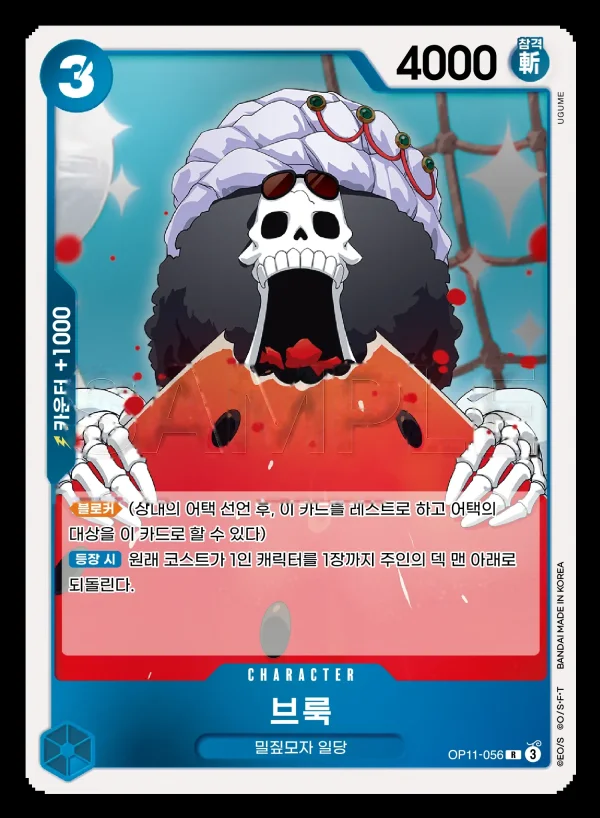 3
4000
참격
斬
UGUME
카운터 +1000
SAMPLE
블로커 (상대의 어택 선언 후, 이 카드를 레스트로 하고 어택의
대상을 이 카드로 할 수 있다)
등장 시 원래 코스트가 1인 캐릭터를 1장까지 주인의 덱 맨 아래로
되돌린다.
CHARACTER
브룩
밀짚모자 일당
OP11-056 R 3
©EO/S ©O/S·F·T BANDAI MADE IN KOREA